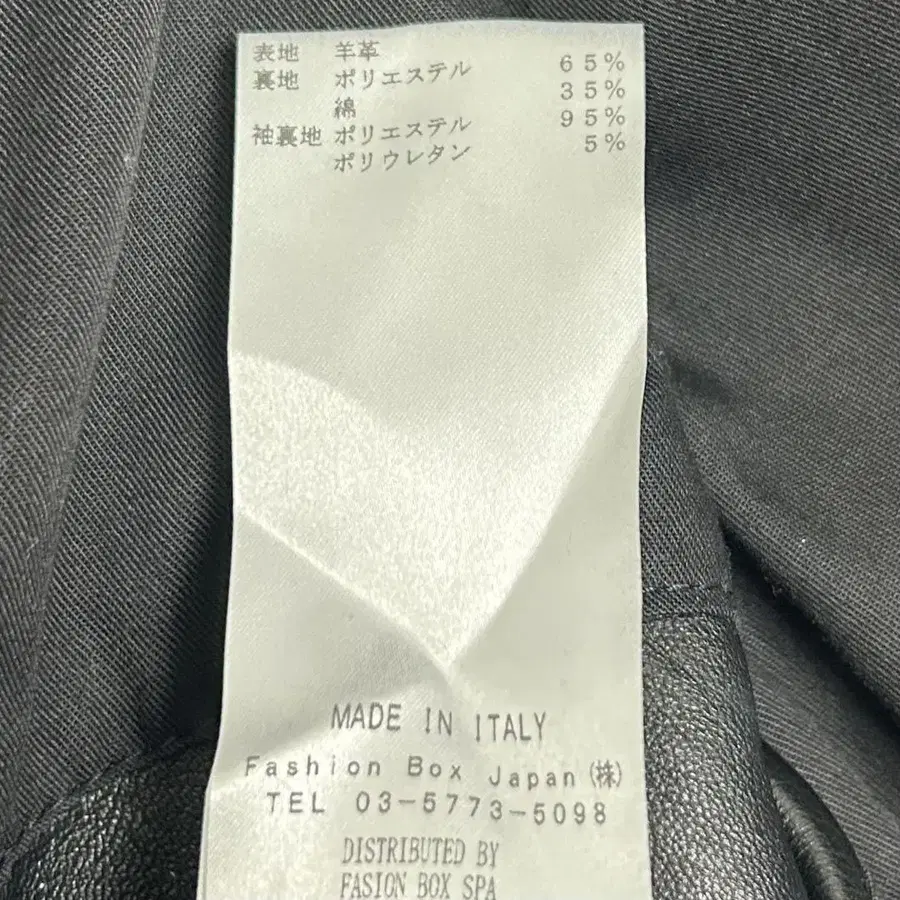 表地 羊革
裏地 ポリエステル 65%
綿 35%
袖裏地 ポリエステル 95%
ポリウレタン 5%
MADE IN ITALY
Fashion Box Japan (株)
TEL 03-5773-5098
DISTRIBUTED BY
FASION BOX SPA